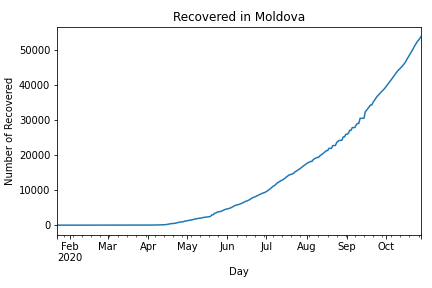 Recovered in Moldova
Number of Recovered
50000
40000
30000
20000
10000
0
Feb Mar Apr May Jun Jul Aug Sep Oct
2020
Day